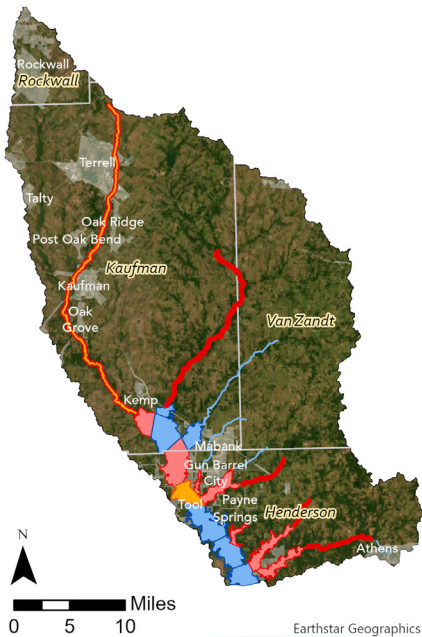 Rockwall
Rockwall
Terrell
Talty
Oak Ridge
Post Oak Bend
Kaufman
Kaufman
Oak
Grove
Van Zandt
Kemp
Mabank
Gun Barrel
City
Tool
Payne
Springs
Henderson
Athens
N
Miles
0 5 10
Earthstar Geographics